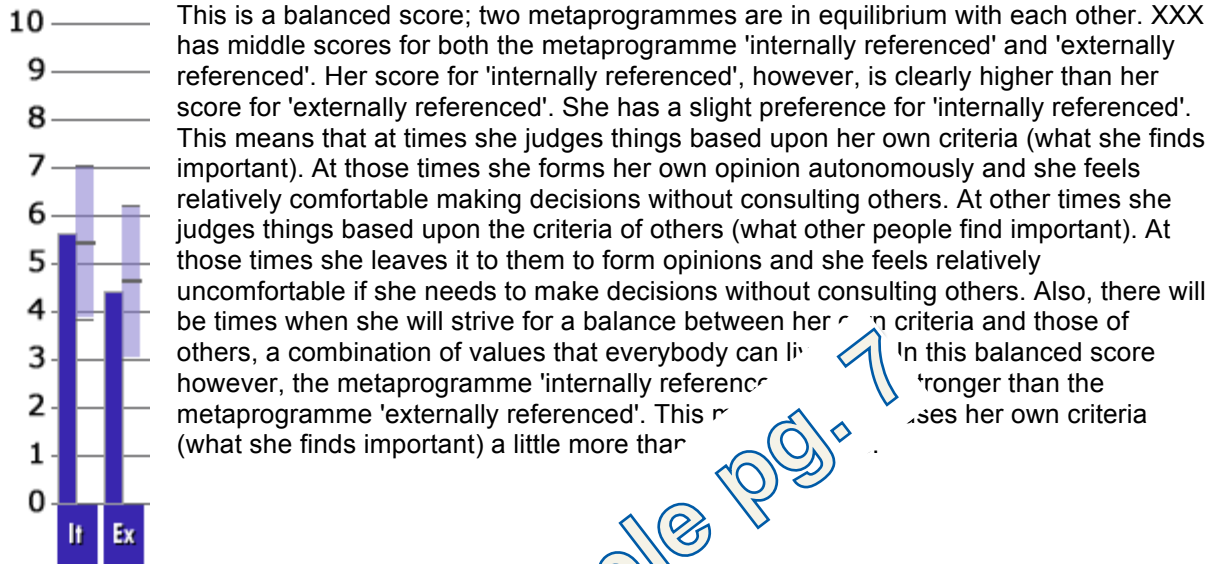 10
9
8
7
6
5
4
3
2
1
0
It Ex
This is a balanced score; two metaprogrammes are in equilibrium with each other. XXX
has middle scores for both the metaprogramme 'internally referenced' and 'externally
referenced'. Her score for 'internally referenced', however, is clearly higher than her
score for 'externally referenced'. She has a slight preference for 'internally referenced'.
This means that at times she judges things based upon her own criteria (what she finds
important). At those times she forms her own opinion autonomously and she feels
relatively comfortable making decisions without consulting others. At other times she
judges things based upon the criteria of others (what other people find important). At
those times she leaves it to them to form opinions and she feels relatively
uncomfortable if she needs to make decisions without consulting others. Also, there will
be times when she will strive for a balance between her own criteria and those of
others, a combination of values that everybody can In this balanced score
however, the metaprogramme 'internally stronger than the
metaprogramme 'externally referenced'. This her own criteria
(what she finds important) a little more than
pg. 7